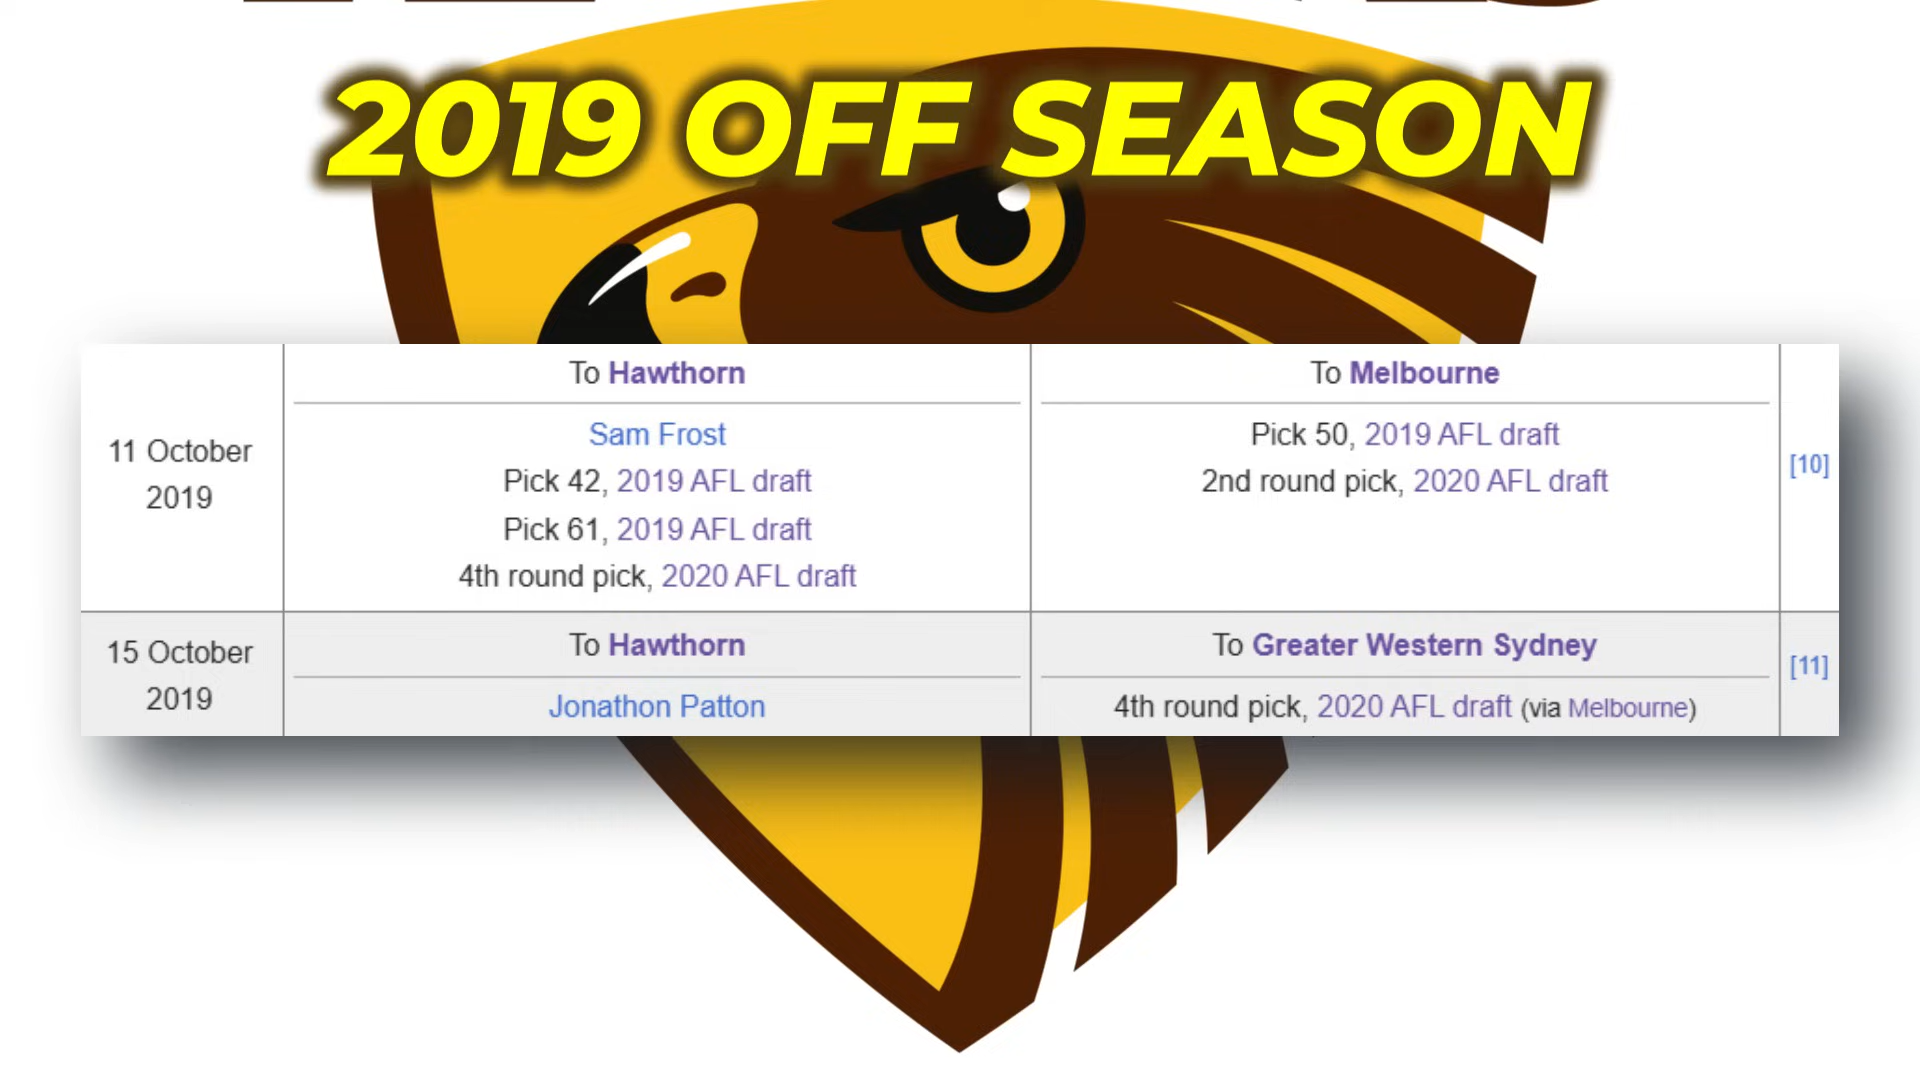 2019 OFF SEASON
To Hawthorn
To Melbourne
11 October
2019
Sam Frost
Pick 42, 2019 AFL draft
Pick 61, 2019 AFL draft
4th round pick, 2020 AFL draft
Pick 50, 2019 AFL draft
2nd round pick, 2020 AFL draft
[10]
15 October
2019
To Hawthorn
To Greater Western Sydney
Jonathon Patton
4th round pick, 2020 AFL draft (via Melbourne)
[11]